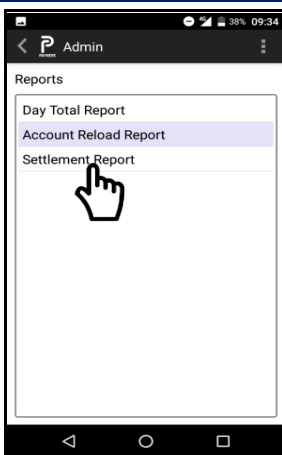 38% 09:34
Admin
Reports
Day Total Report
Account Reload Report
Settlement Report